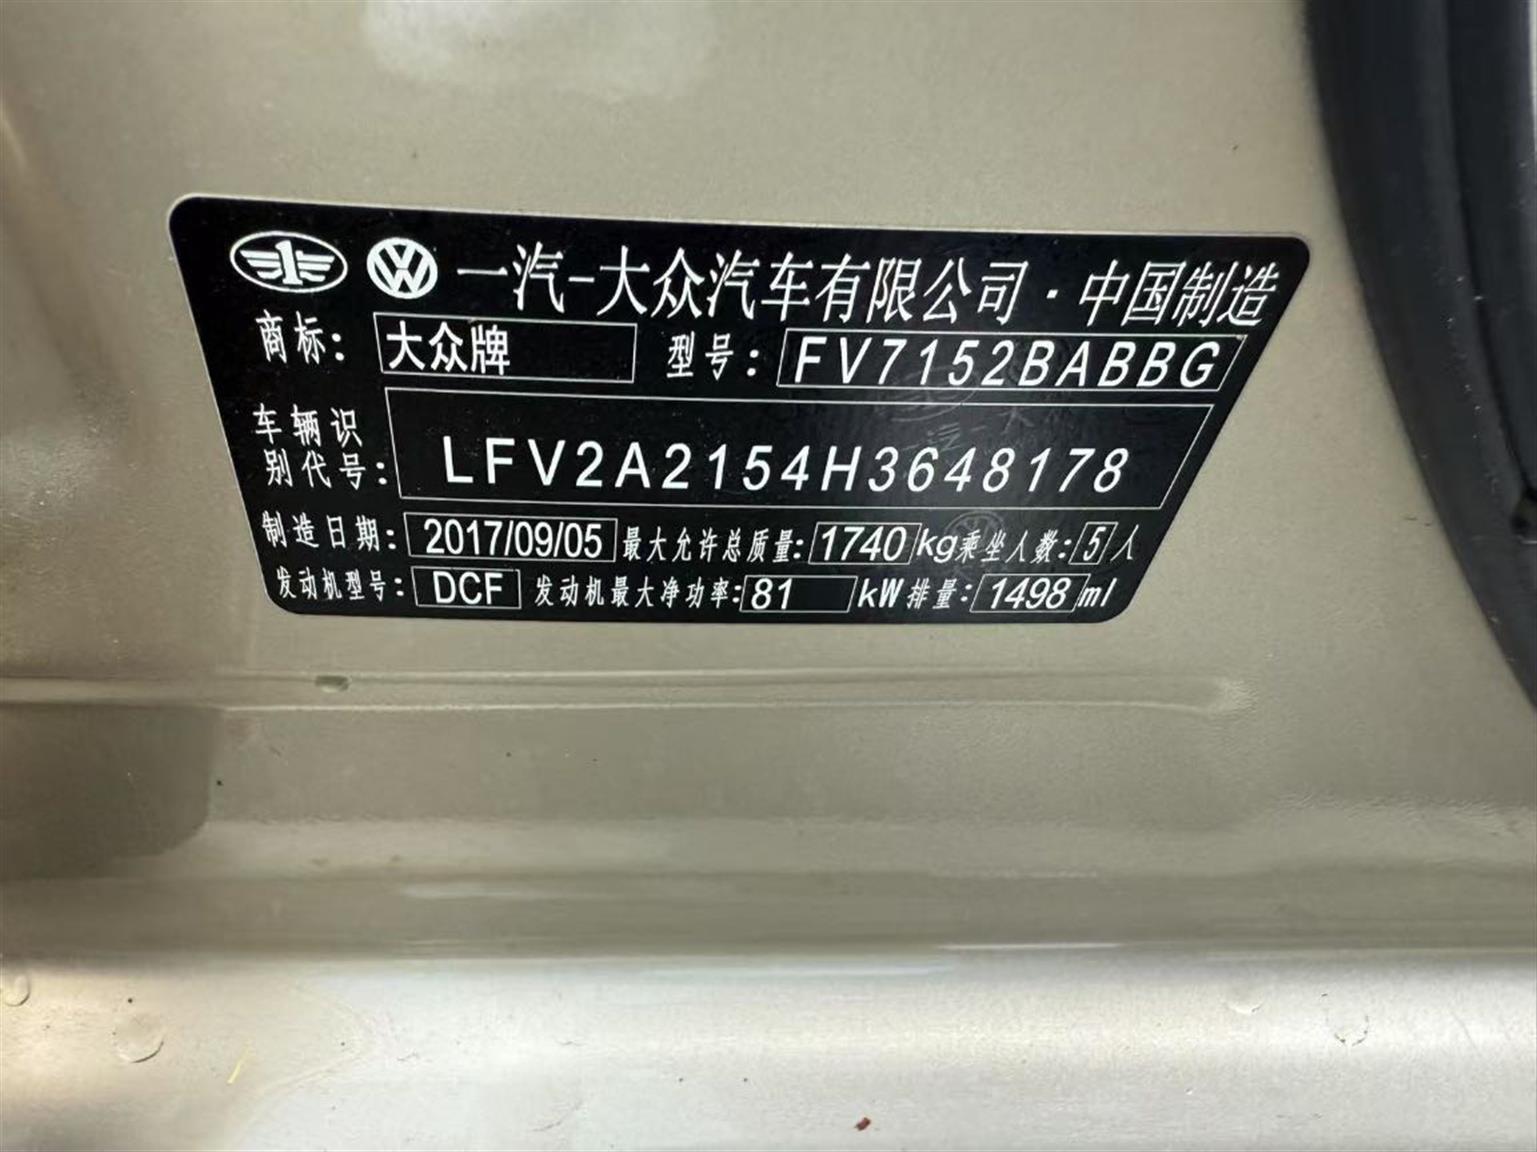 一汽-大众汽车有限公司·中国制造
商标: 大众牌 型号: FV7152BABBG
车辆识
别代号: LFV2A2154H3648178
制造日期: 2017/09/05 最大允许总质量: 1740 kg 乘坐人数: 5 人
发动机型号: DCF 发动机最大净功率: 81 kW 排量: 1498 ml